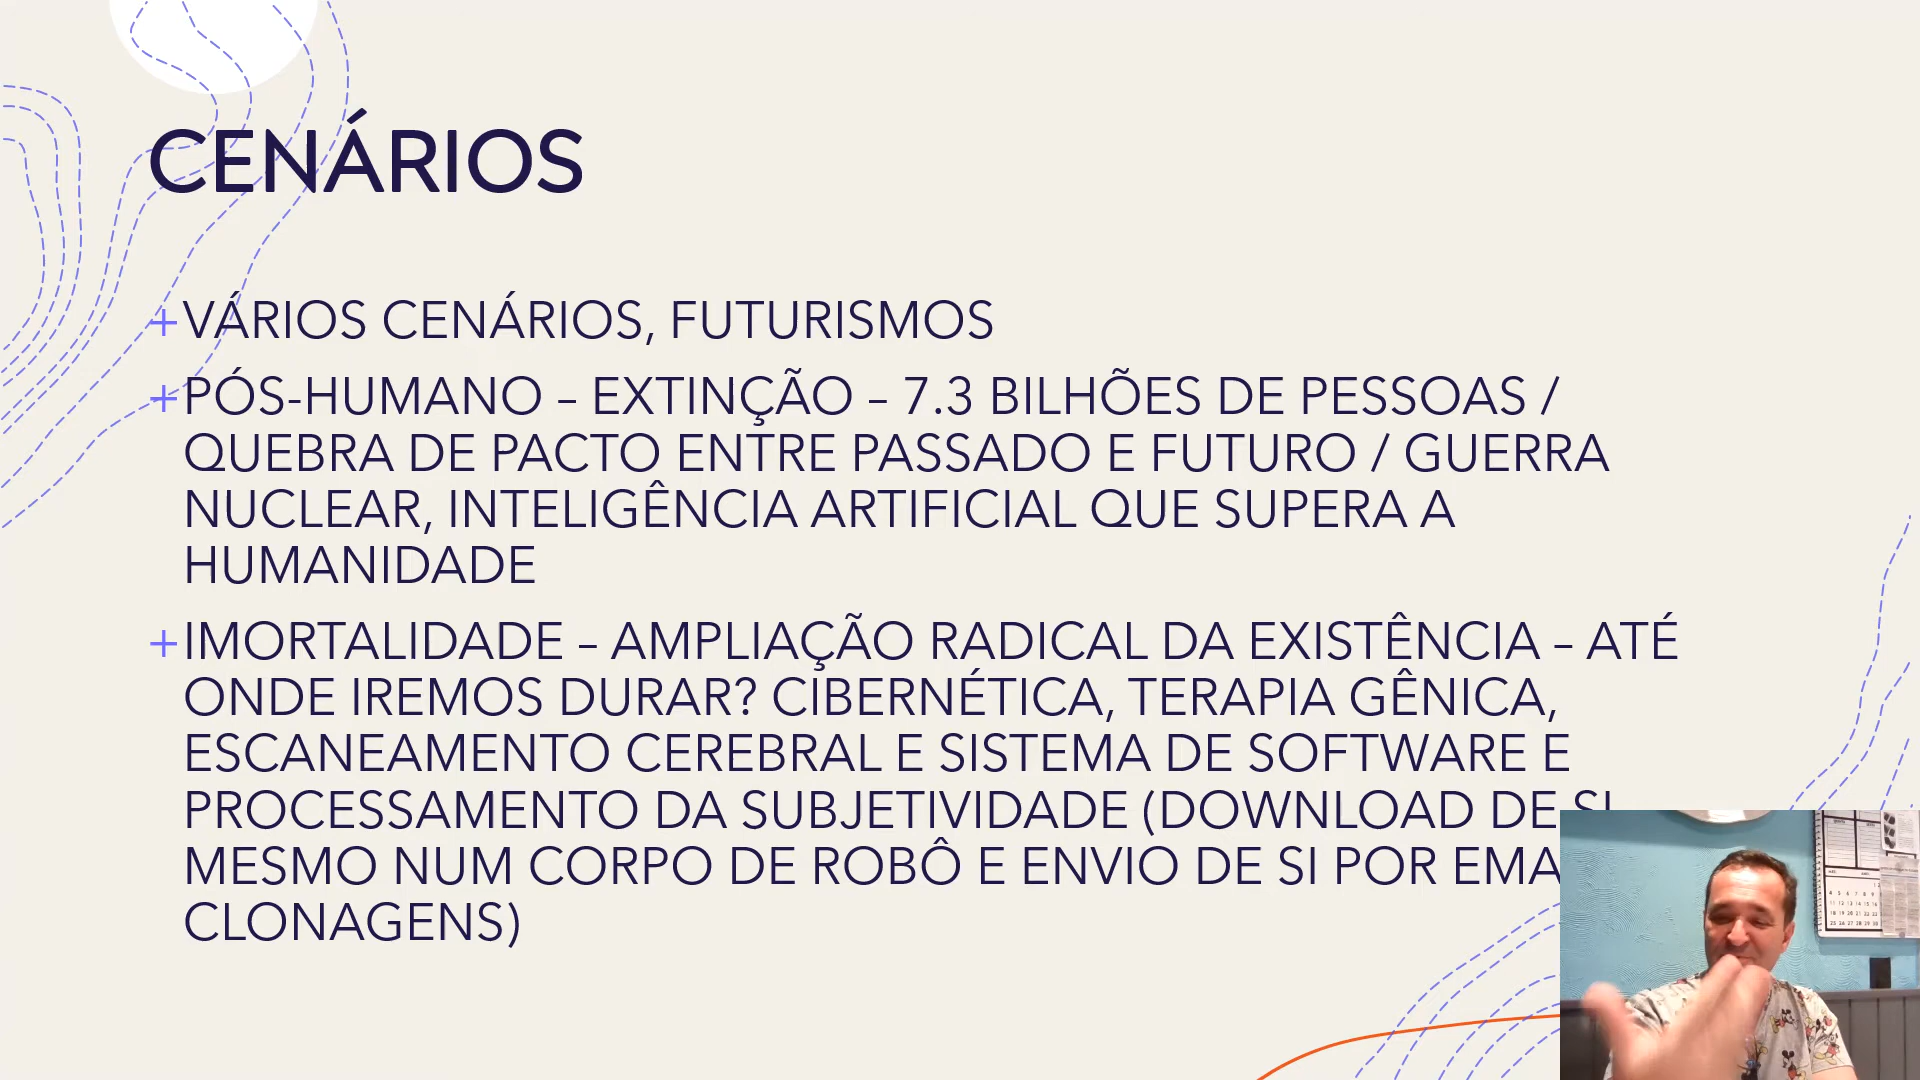 CENÁRIOS
+VÁRIOS CENÁRIOS, FUTURISMOS
+PÓS-HUMANO – EXTINÇÃO – 7.3 BILHÕES DE PESSOAS /
QUEBRA DE PACTO ENTRE PASSADO E FUTURO / GUERRA
NUCLEAR, INTELIGÊNCIA ARTIFICIAL QUE SUPERA A
HUMANIDADE
+IMORTALIDADE – AMPLIAÇÃO RADICAL DA EXISTÊNCIA – ATÉ
ONDE IREMOS DURAR? CIBERNÉTICA, TERAPIA GÊNICA,
ESCANEAMENTO CEREBRAL E SISTEMA DE SOFTWARE E
PROCESSAMENTO DA SUBJETIVIDADE (DOWNLOAD DE SI
MESMO NUM CORPO DE ROBÔ E ENVIO DE SI POR EMA
CLONAGENS)